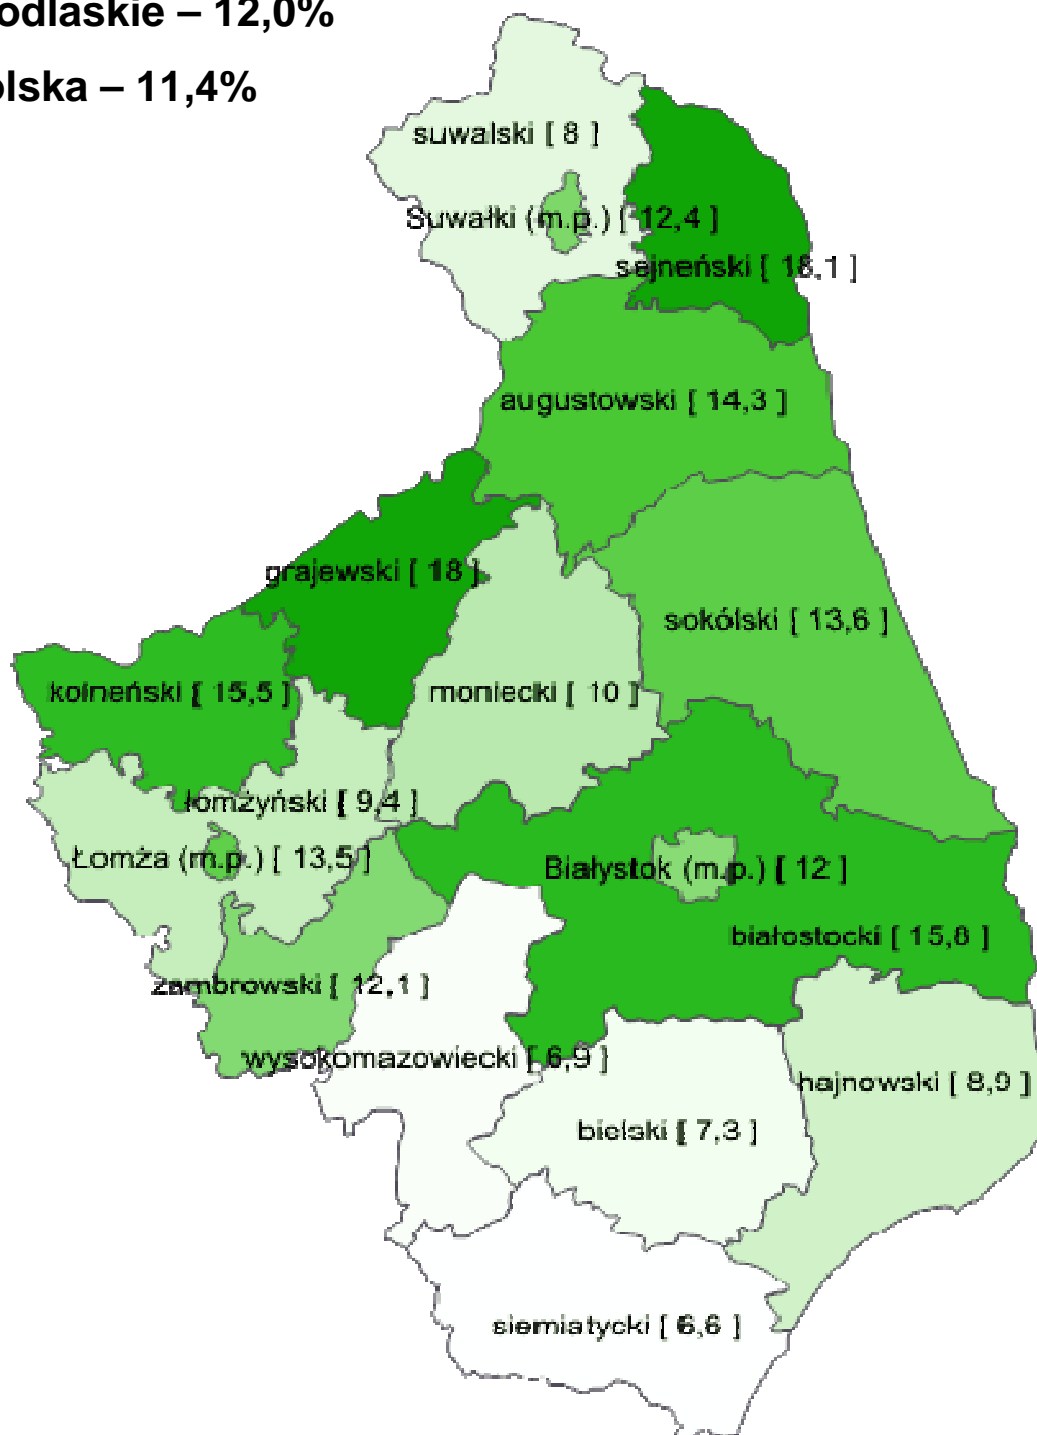 odlaskie – 12,0%
olska – 11,4%
suwalski [ 8 ]
Suwałki (m.p.) [ 12,4 ]
sejneński [ 18,1 ]
augustowski [ 14,3 ]
grajewski [ 18 ]
sokólski [ 13,6 ]
kolneński [ 15,5 ]
moniecki [ 10 ]
łomżyński [ 9,4 ]
Łomża (m.p.) [ 13,5 ]
Białystok (m.p.) [ 12 ]
białostocki [ 15,8 ]
zambrowski [ 12,1 ]
wysokomazowiecki [ 6,9 ]
hajnowski [ 8,9 ]
bielski [ 7,3 ]
siemiatycki [ 6,6 ]